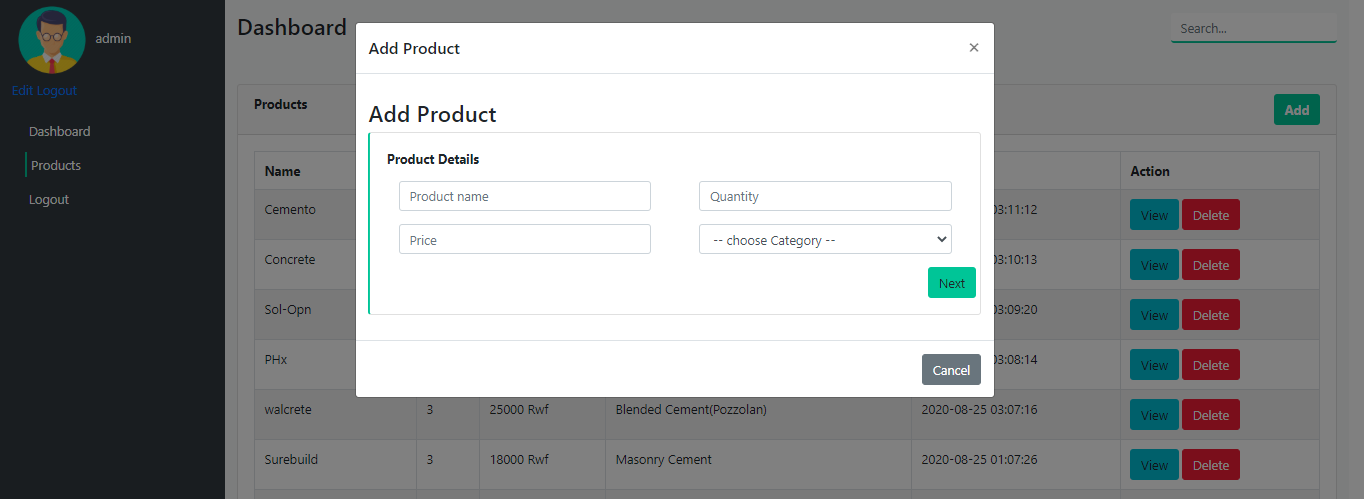 admin
Edit Logout
Dashboard
Products
Logout
Dashboard
Search...
Products
Add
Add Product
×
Add Product
Product Details
Product name
Quantity
Price
-- choose Category --
Next
Cancel
Name
Action
Cemento 03:11:12 View Delete
Concrete 03:10:13 View Delete
Sol-Opn 03:09:20 View Delete
PHx 03:08:14 View Delete
walcrete 3 25000 Rwf Blended Cement(Pozzolan) 2020-08-25 03:07:16 View Delete
Surebuild 3 18000 Rwf Masonry Cement 2020-08-25 01:07:26 View Delete